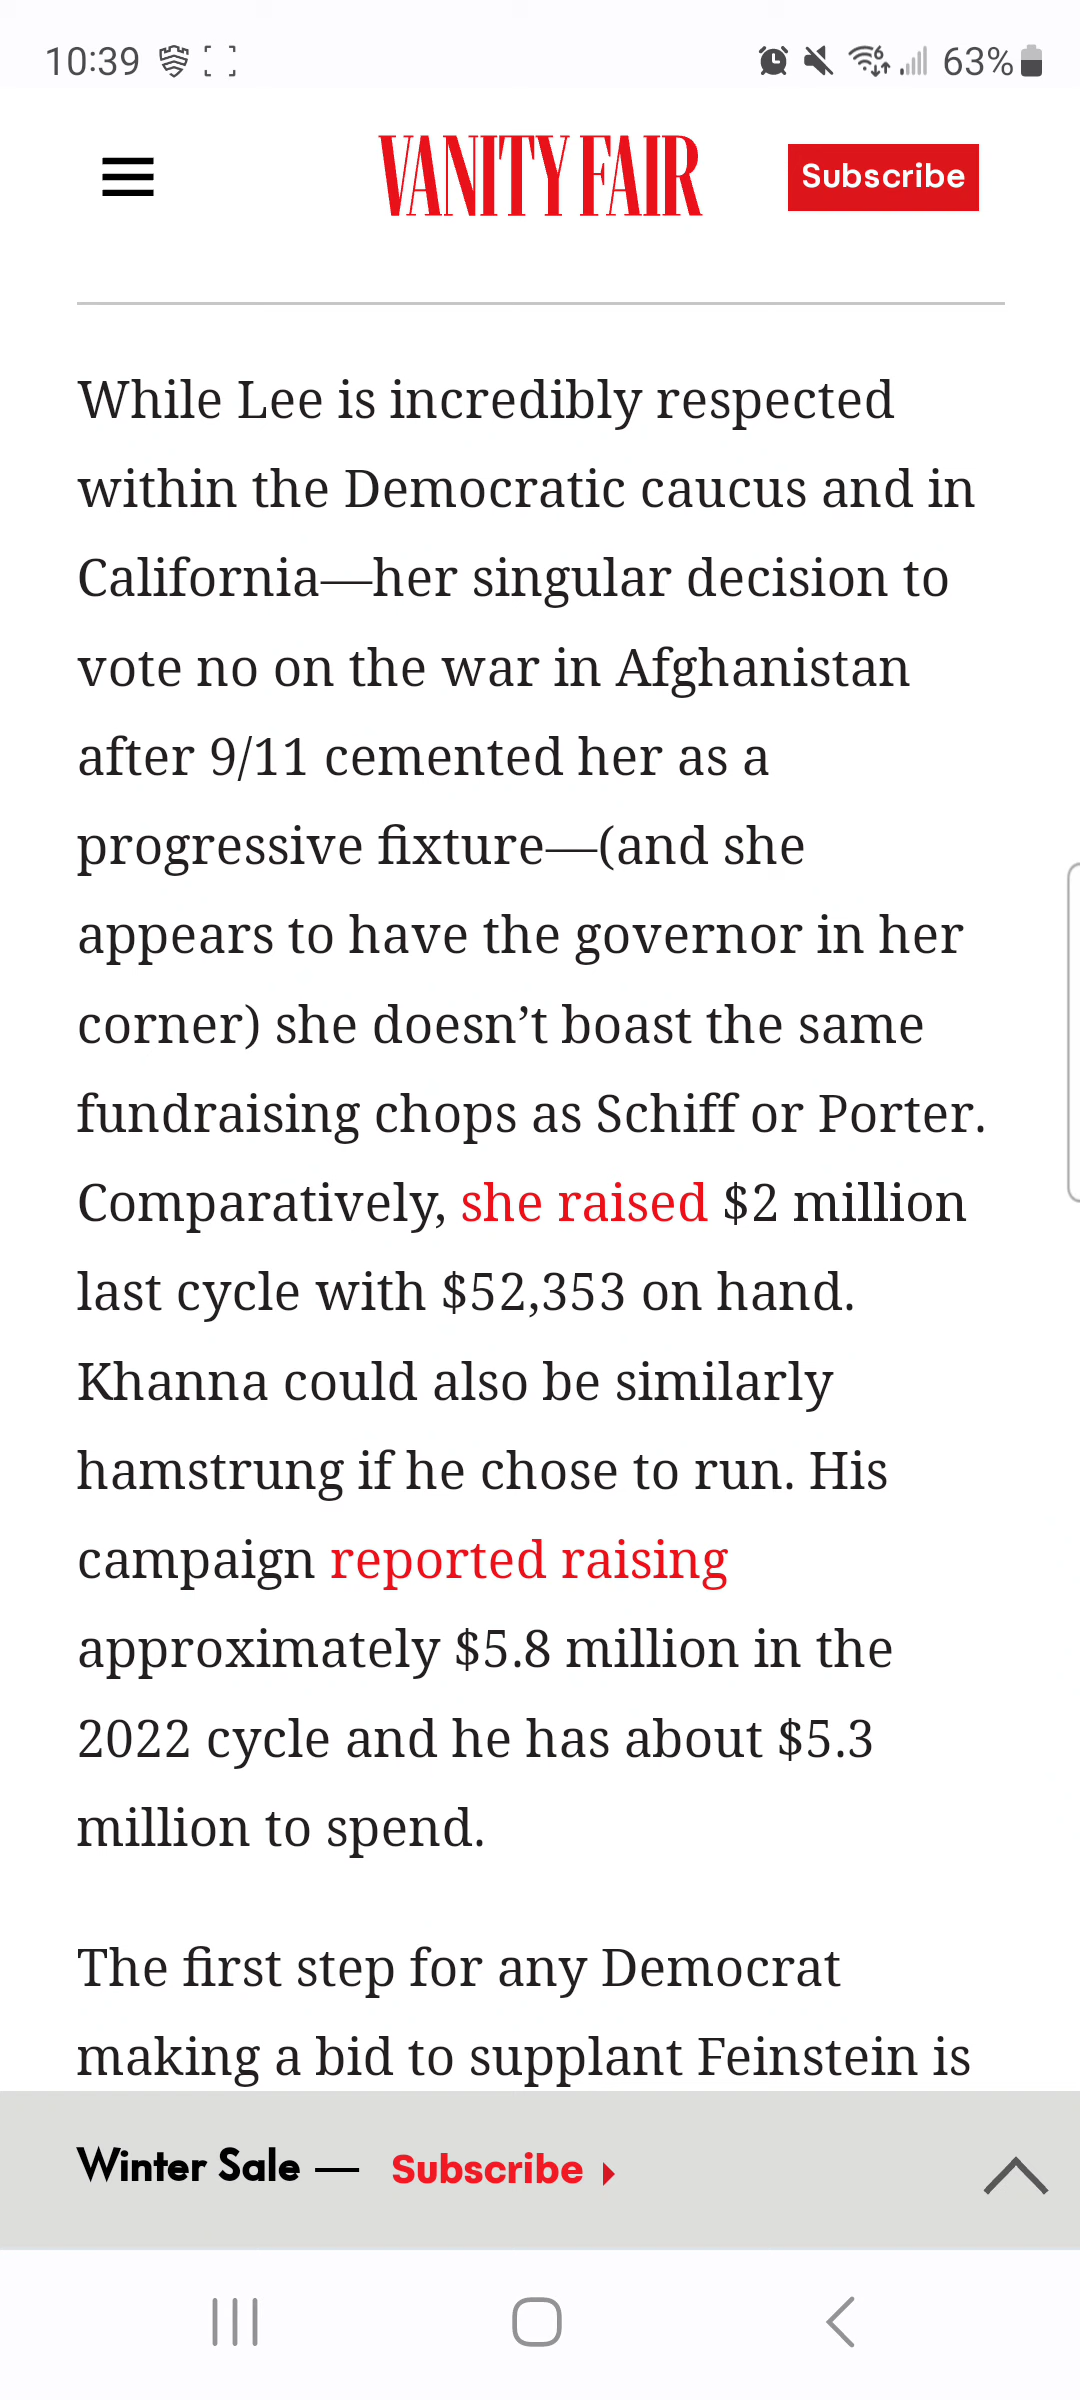 10:39
63%
VANITY FAIR
Subscribe
While Lee is incredibly respected
within the Democratic caucus and in
California—her singular decision to
vote no on the war in Afghanistan
after 9/11 cemented her as a
progressive fixture—(and she
appears to have the governor in her
corner) she doesn’t boast the same
fundraising chops as Schiff or Porter.
Comparatively, she raised $2 million
last cycle with $52,353 on hand.
Khanna could also be similarly
hamstrung if he chose to run. His
campaign reported raising
approximately $5.8 million in the
2022 cycle and he has about $5.3
million to spend.
The first step for any Democrat
making a bid to supplant Feinstein is
Winter Sale — Subscribe